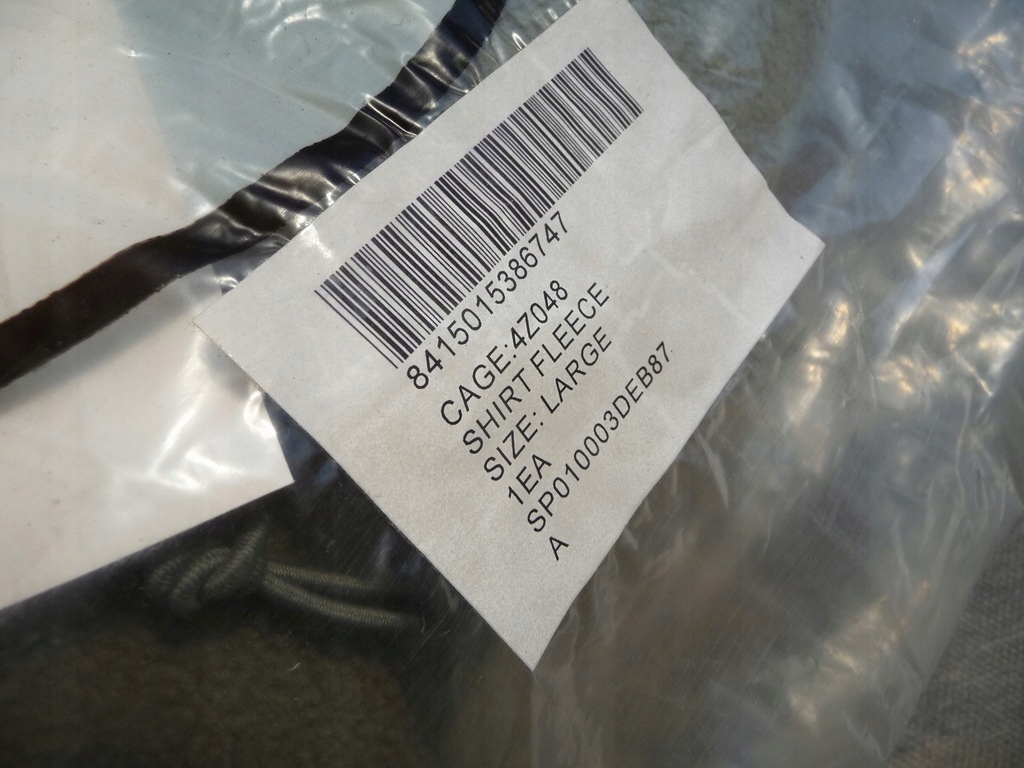 8415015386747
CAGE:4Z048
SHIRT FLEECE
SIZE: LARGE
1EA
SP010003DEB87
A